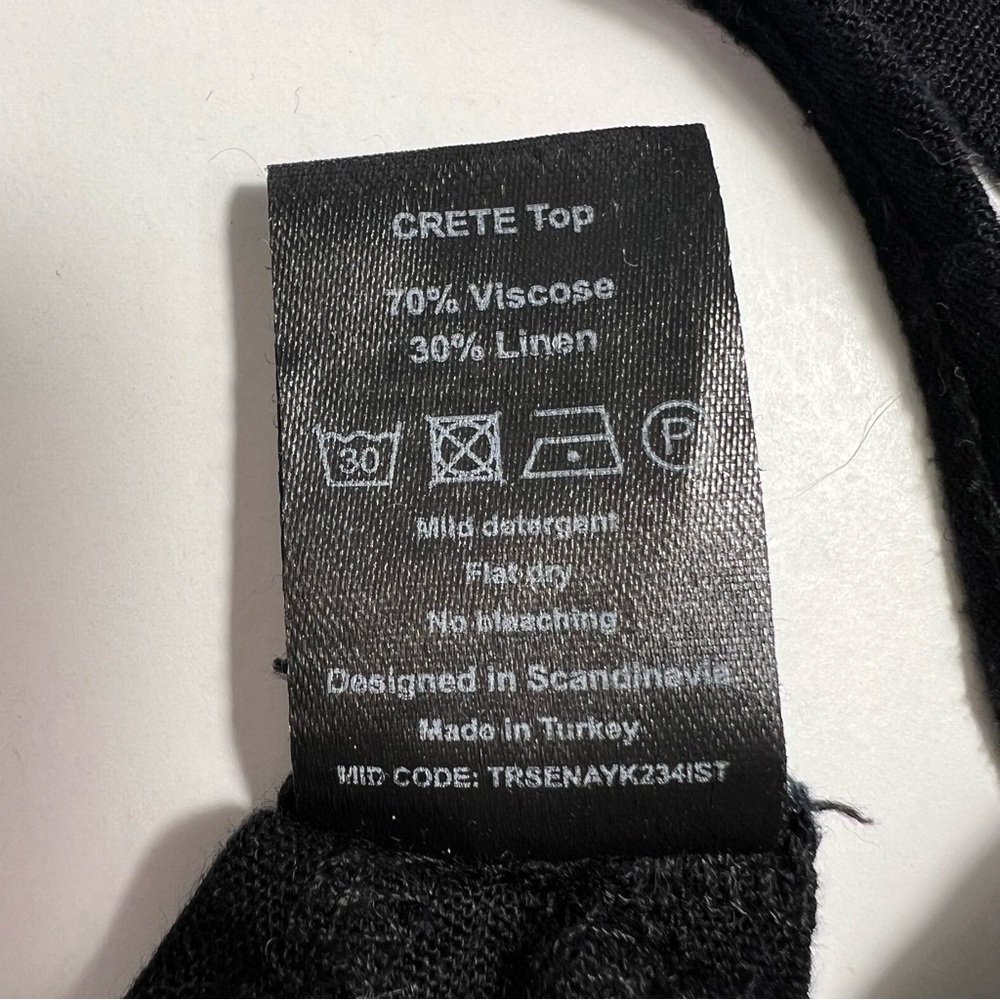 CRETE Top
70% Viscose
30% Linen
30 P
Mild detergent
Flat dry
No bleaching
Designed in Scandinavia
Made in Turkey
MID CODE: TRSENAYK234IST